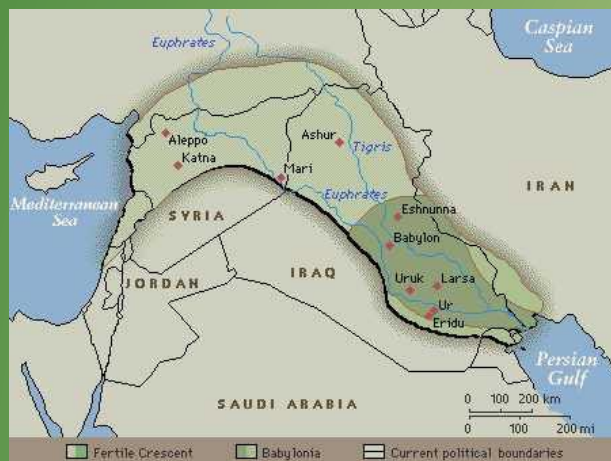 Caspian
Sea
Euphrates
Aleppo
Katna
Ashur
Tigris
Mari
Euphrates
Mediterranean
Sea
SYRIA
IRAN
Eshnunna
Babylon
JORDAN
IRAQ
Uruk
Larsa
Ur
Eridu
Persian
Gulf
SAUDI ARABIA
0 100 200 km
0 100 200 mi
Fertile Crescent
Babylonia
Current political boundaries